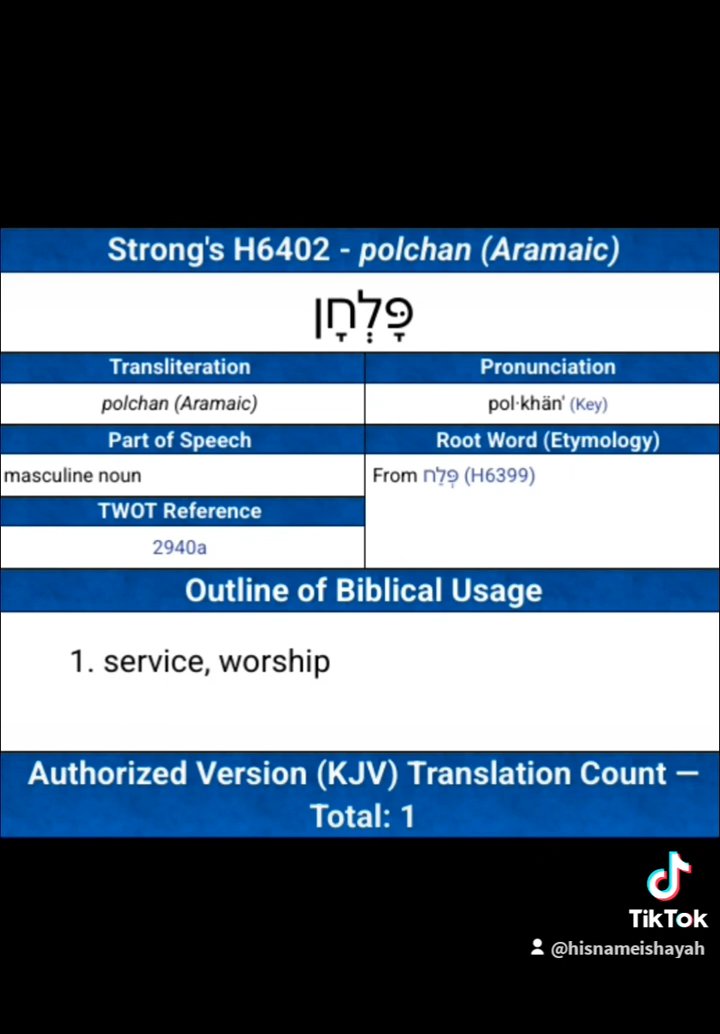 Strong's H6402 - polchan (Aramaic)
פָּלְחָן
Transliteration
Pronunciation
polchan (Aramaic)
pol·khän' (Key)
Part of Speech
Root Word (Etymology)
masculine noun
From פְּלַח (H6399)
TWOT Reference
2940a
Outline of Biblical Usage
1. service, worship
Authorized Version (KJV) Translation Count —
Total: 1
TikTok
@hisnameishayah